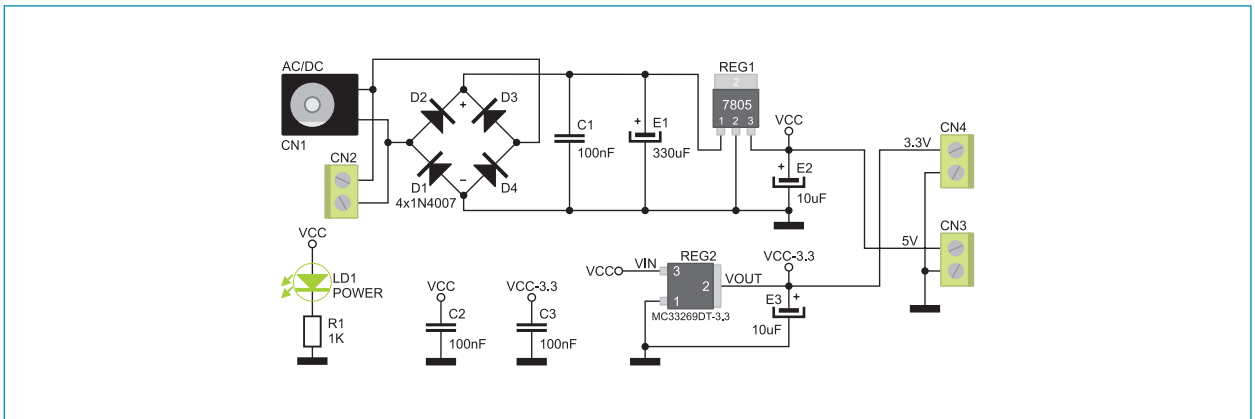 AC/DC
CN1
CN2
D2
D3
+
−
D1
D4
4x1N4007
C1
100nF
+
E1
330uF
REG1
2
7805
1 2 3
VCC
+
E2
10uF
3.3V
CN4
5V
CN3
VCC
LD1
POWER
R1
1K
VCC
C2
100nF
VCC-3.3
C3
100nF
REG2
VCC
VIN
3
2
1
VOUT
MC33269DT-3.3
VCC-3.3
E3
+
10uF